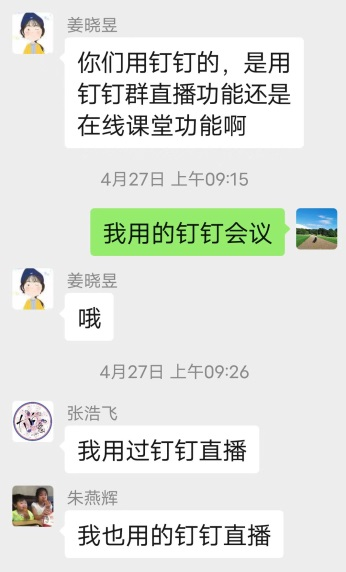 姜晓昱
你们用钉钉的，是用
钉钉群直播功能还是
在线课堂功能啊
4月27日 上午09:15
我用的钉钉会议
姜晓昱
哦
4月27日 上午09:26
张浩飞
我用过钉钉直播
朱燕辉
我也用的钉钉直播